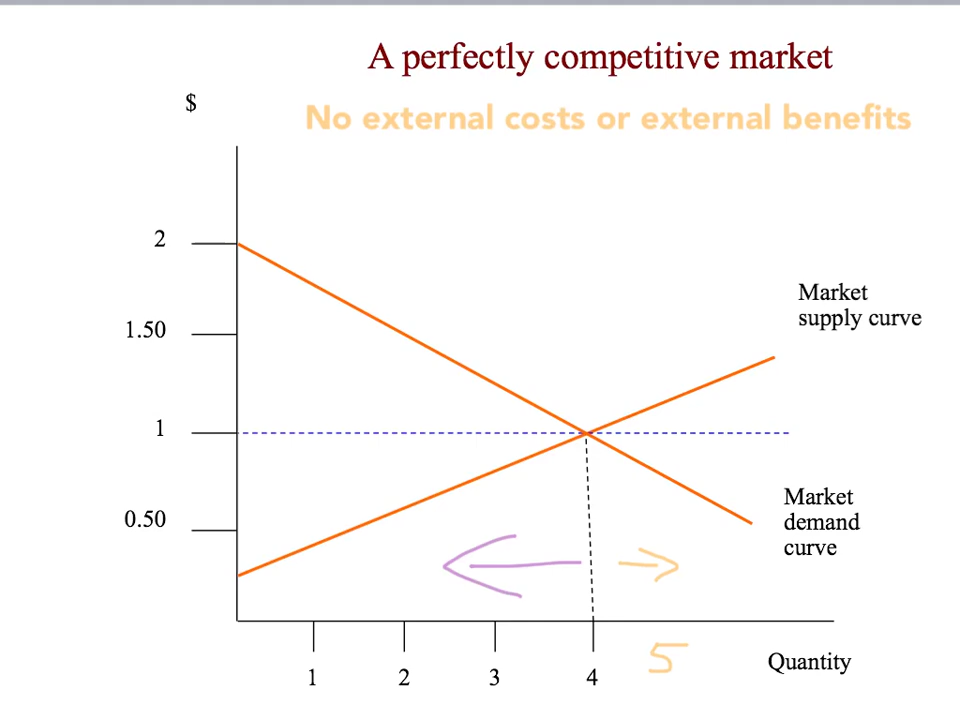 A perfectly competitive market
$
No external costs or external benefits
2
1.50
1
0.50
Market
supply curve
Market
demand
curve
1
2
3
4
5
Quantity